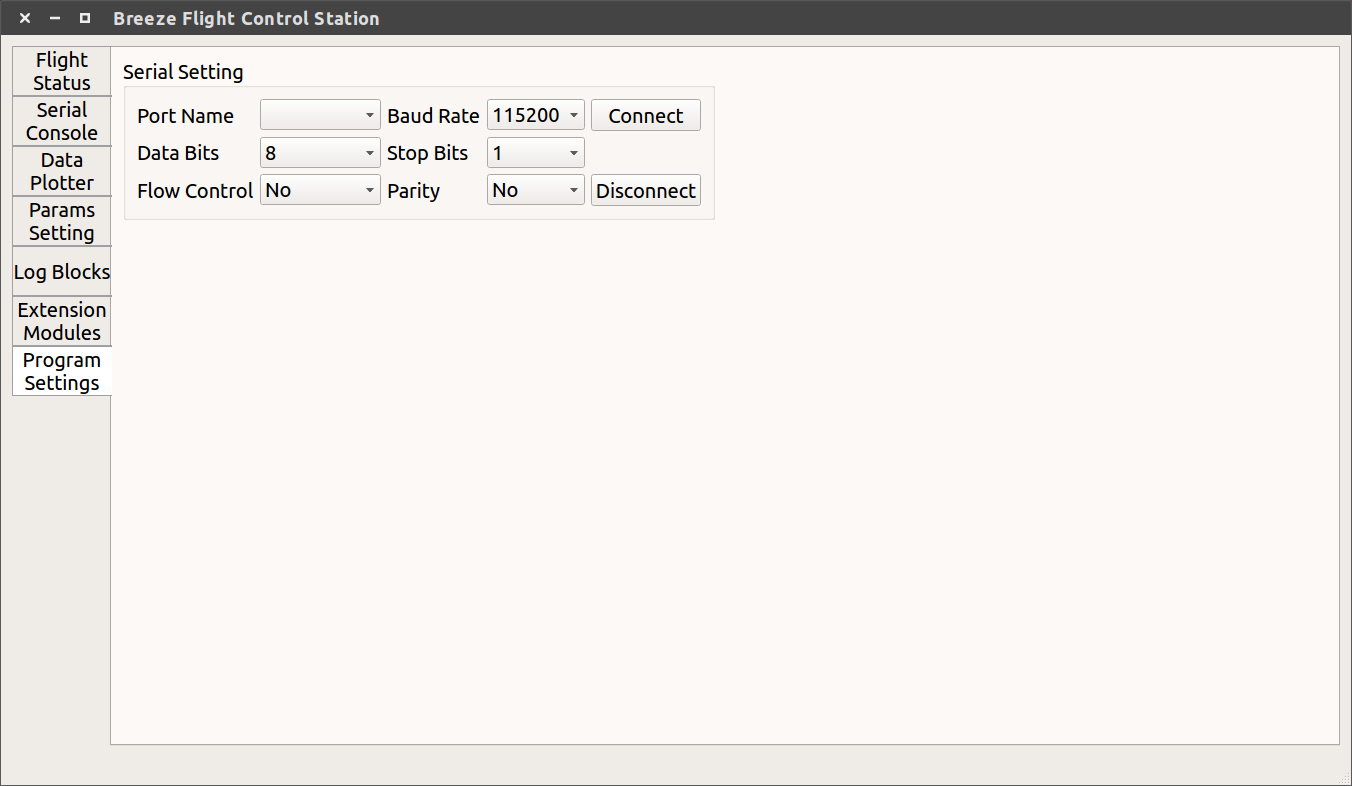 Breeze Flight Control Station
Flight
Status
Serial
Console
Data
Plotter
Params
Setting
Log Blocks
Extension
Modules
Program
Settings
Serial Setting
Port Name Baud Rate 115200 Connect
Data Bits 8 Stop Bits 1
Flow Control No Parity No Disconnect